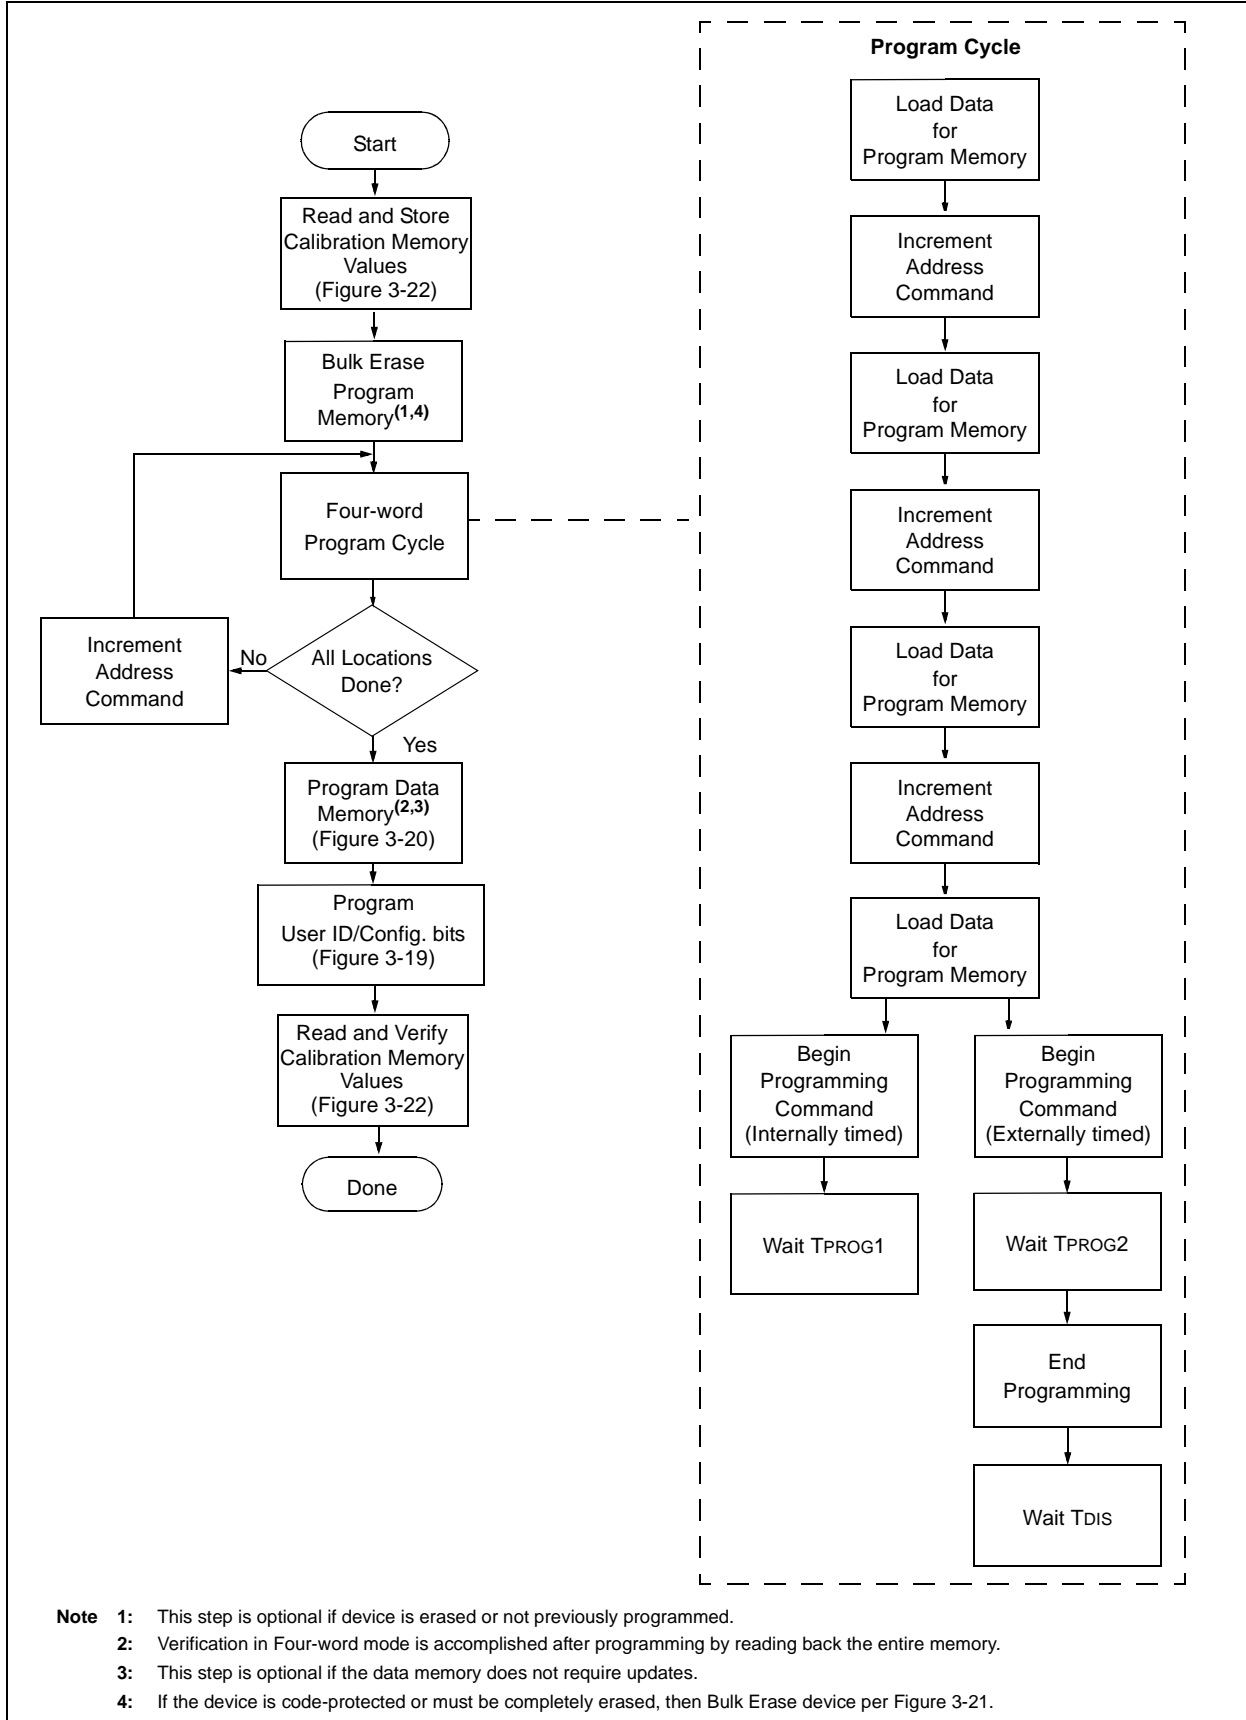 Start
Read and Store
Calibration Memory
Values
(Figure 3-22)
Bulk Erase
Program
Memory(1,4)
Four-word
Program Cycle
All Locations
Done?
No
Increment
Address
Command
Yes
Program Data
Memory(2,3)
(Figure 3-20)
Program
User ID/Config. bits
(Figure 3-19)
Read and Verify
Calibration Memory
Values
(Figure 3-22)
Done
Program Cycle
Load Data
for
Program Memory
Increment
Address
Command
Load Data
for
Program Memory
Increment
Address
Command
Load Data
for
Program Memory
Increment
Address
Command
Load Data
for
Program Memory
Begin
Programming
Command
(Internally timed)
Wait TPROG1
Begin
Programming
Command
(Externally timed)
Wait TPROG2
End
Programming
Wait TDIS
Note 1: This step is optional if device is erased or not previously programmed.
2: Verification in Four-word mode is accomplished after programming by reading back the entire memory.
3: This step is optional if the data memory does not require updates.
4: If the device is code-protected or must be completely erased, then Bulk Erase device per Figure 3-21.